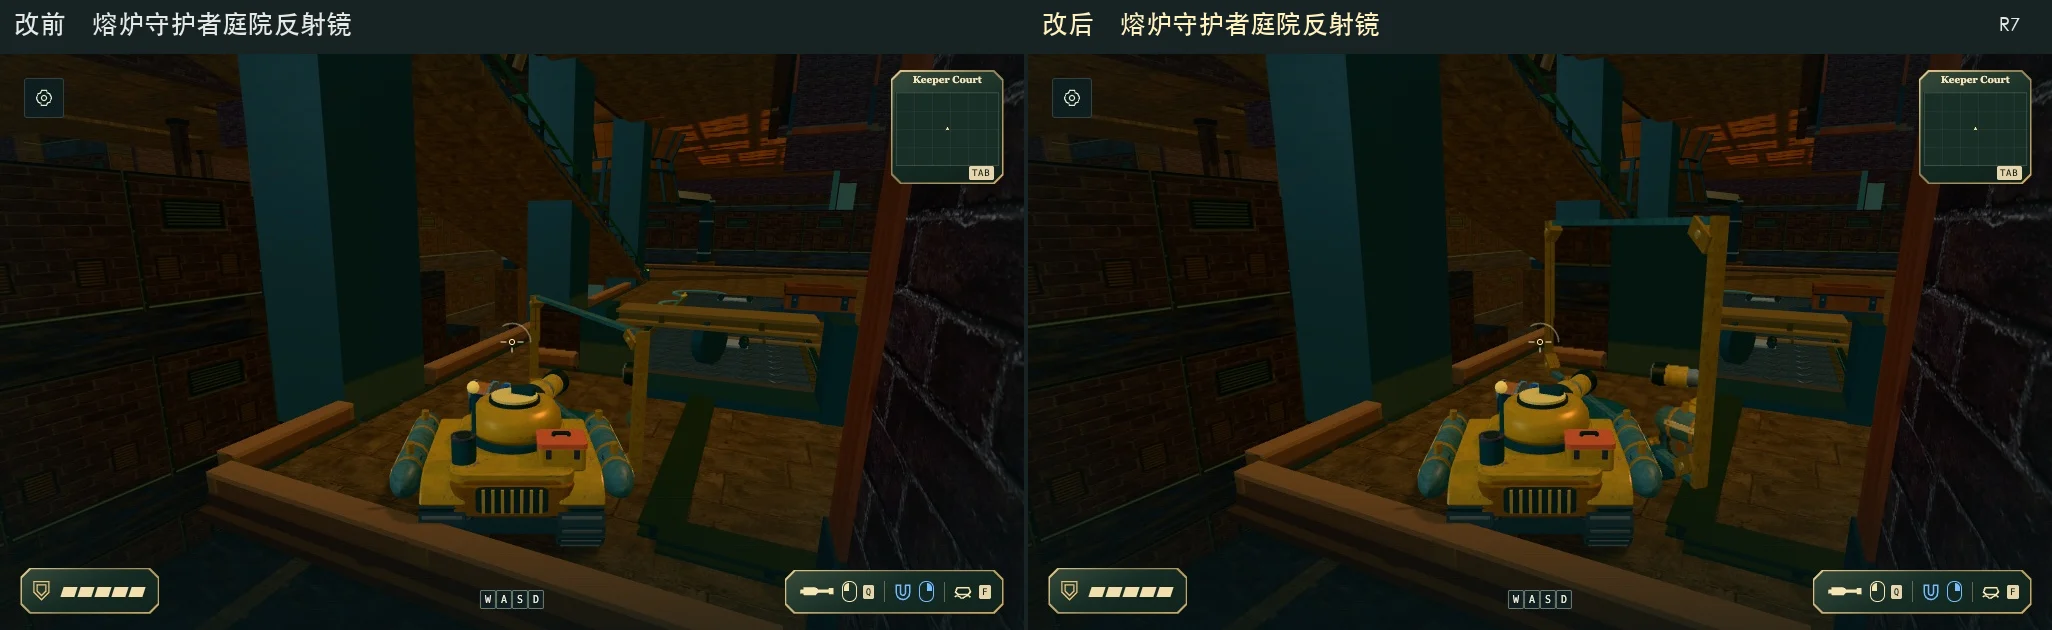 改前 熔炉守护者庭院反射镜
改后 熔炉守护者庭院反射镜
R7
Keeper Court
TAB
W A S D
Q
F
Keeper Court
TAB
W A S D
Q
F